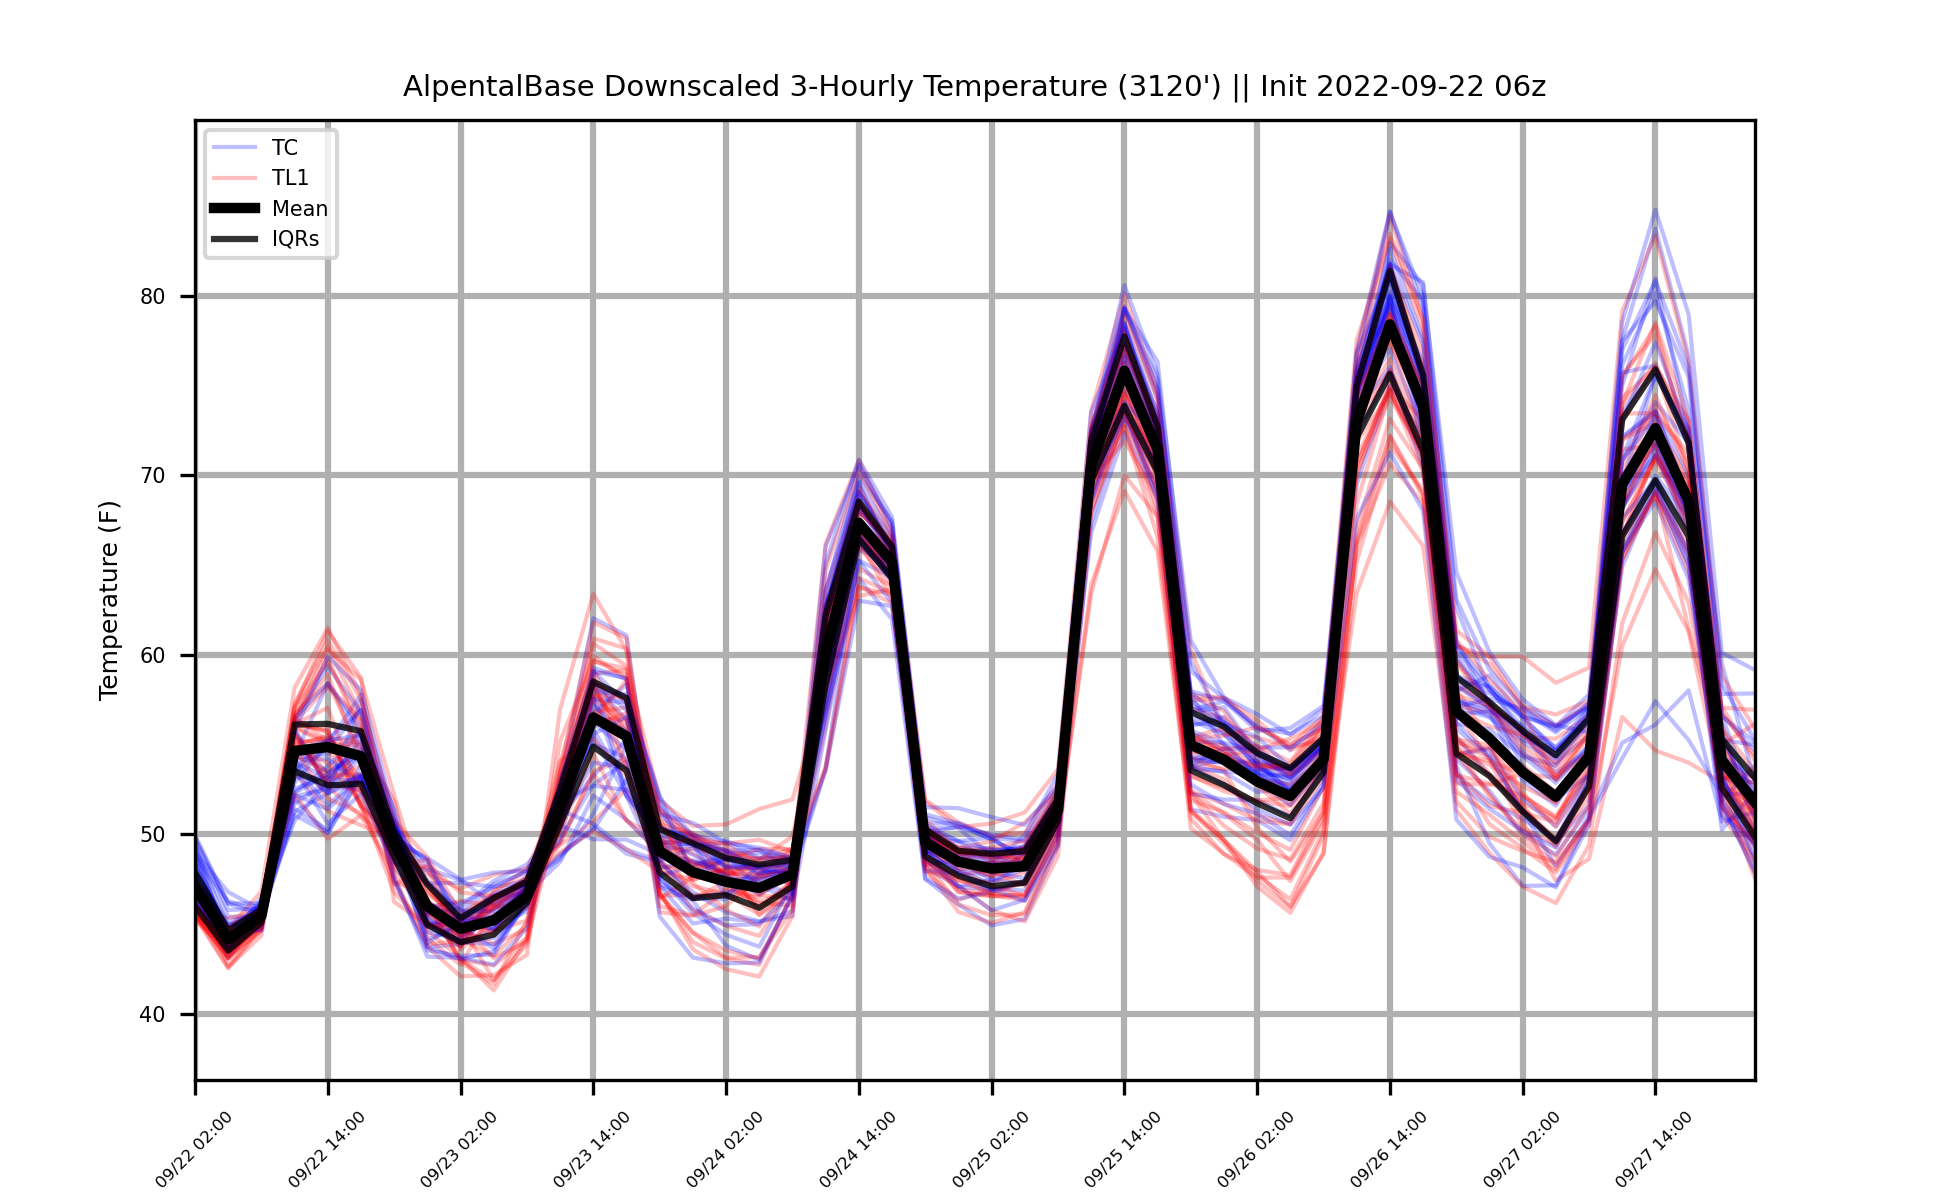 AlpentalBase Downscaled 3-Hourly Temperature (3120') || Init 2022-09-22 06z
TC
TL1
Mean
IQRs
Temperature (F)
80
70
60
50
40
09/22 02:00
09/22 14:00
09/23 02:00
09/23 14:00
09/24 02:00
09/24 14:00
09/25 02:00
09/25 14:00
09/26 02:00
09/26 14:00
09/27 02:00
09/27 14:00